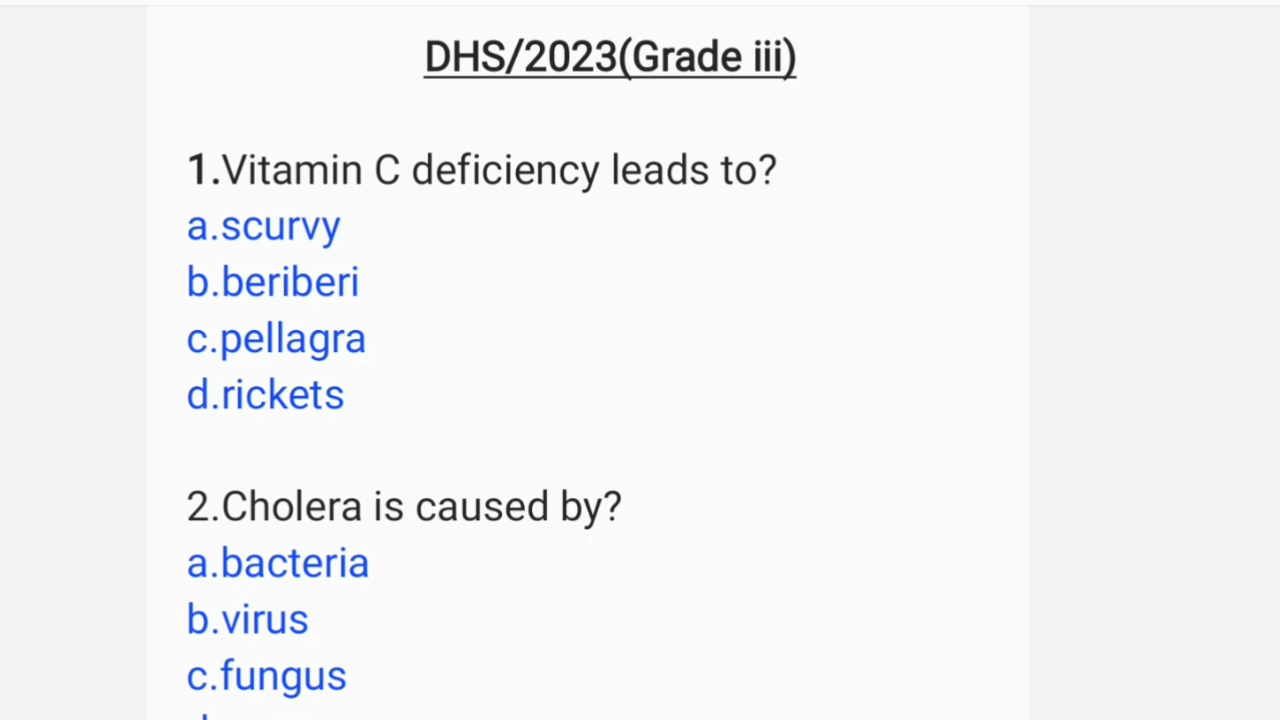 DHS/2023(Grade iii)
1.Vitamin C deficiency leads to?
a.scurvy
b.beriberi
c.pellagra
d.rickets
2.Cholera is caused by?
a.bacteria
b.virus
c.fungus